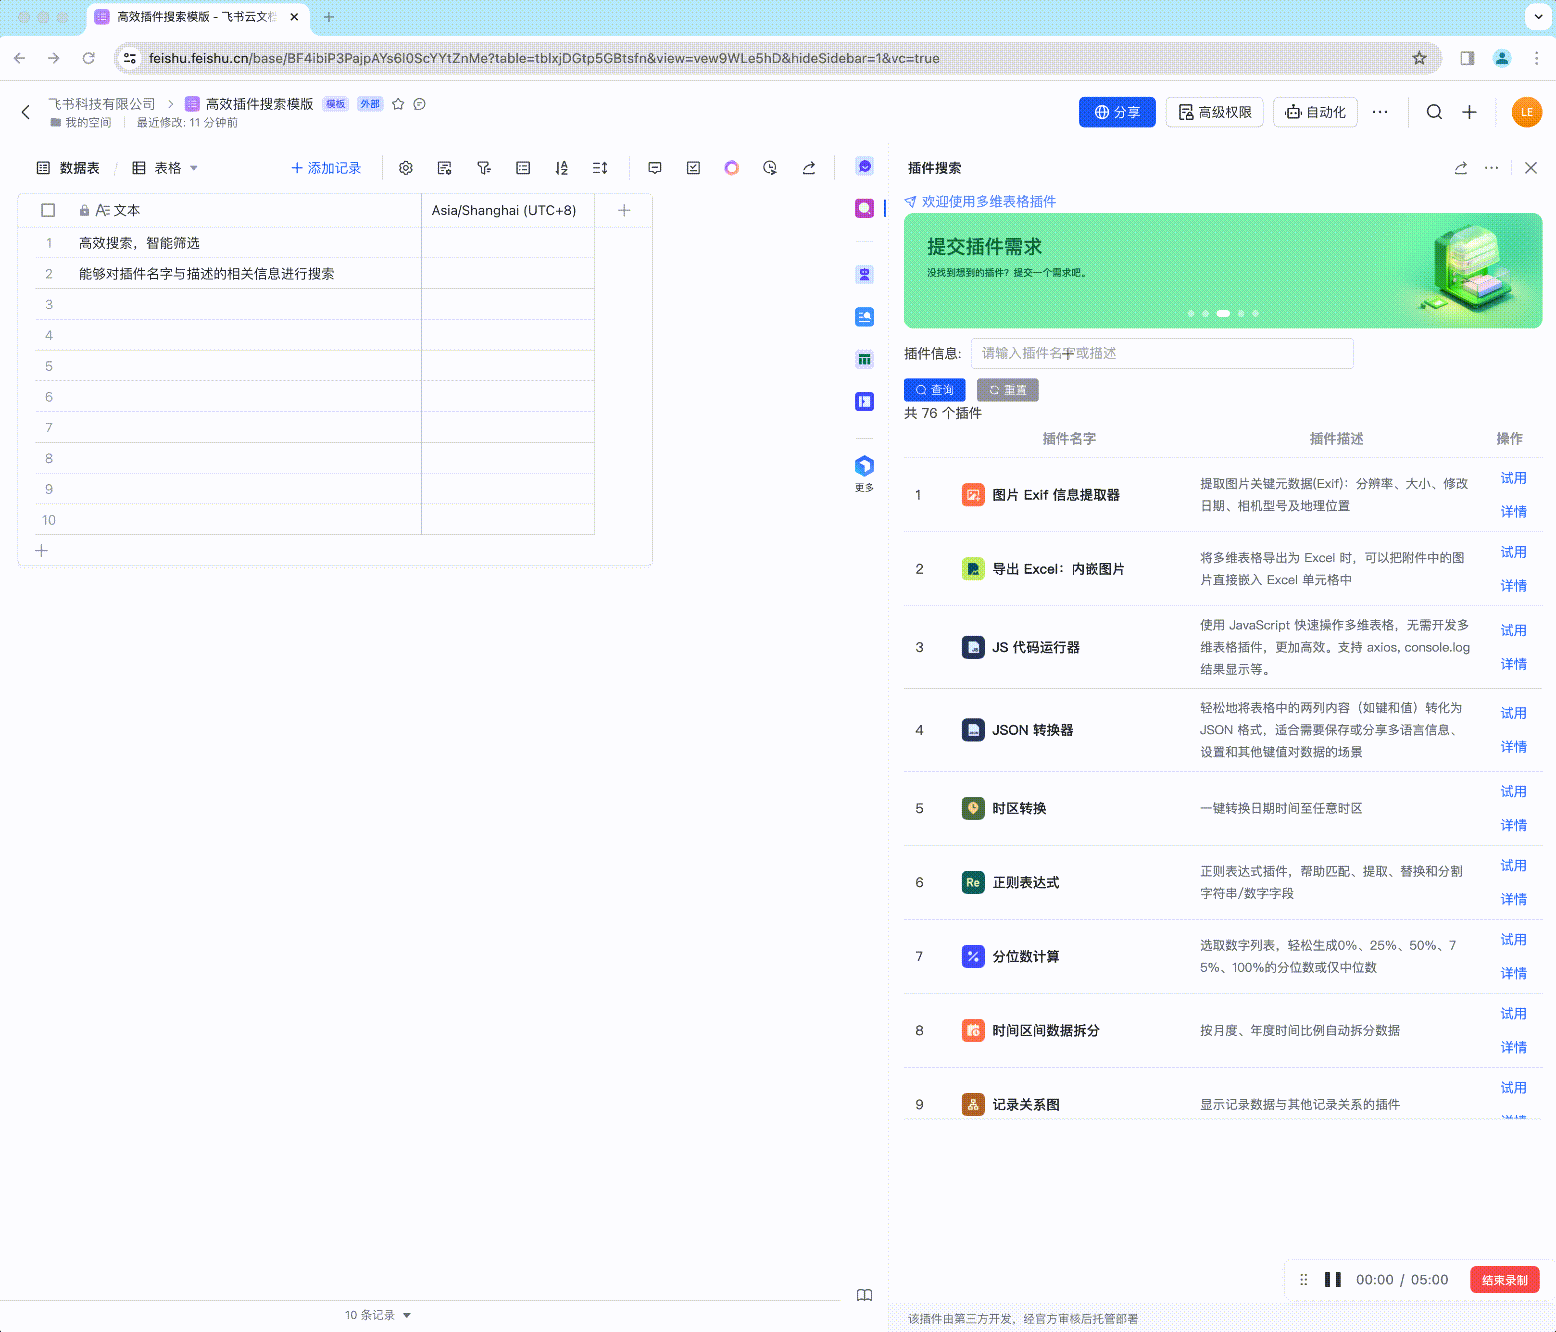 高效插件搜索模版 - 飞书云文档
feishu.feishu.cn/base/BF4ibiP3PajpAYs6I0ScYYtZnMe?table=tblxjDGtp5GBtsfn&view=vew9WLe5hD&hideSidebar=1&vc=true
飞书科技有限公司 > 高效插件搜索模版 模板 外部
我的空间 | 最近修改: 11 分钟前
分享 高级权限 自动化
LE
数据表 / 表格
添加记录
文本 Asia/Shanghai (UTC+8)
1 高效搜索，智能筛选
2 能够对插件名字与描述的相关信息进行搜索
3
4
5
6
7
8
9
10
10 条记录
更多
插件搜索
欢迎使用多维表格插件
提交插件需求
没找到想到的插件？提交一个需求吧。
插件信息: 请输入插件名字或描述
查询 重置
共 76 个插件
插件名字 插件描述 操作
1 图片 Exif 信息提取器
提取图片关键元数据(Exif)：分辨率、大小、修改
日期、相机型号及地理位置
试用
详情
2 导出 Excel：内嵌图片
将多维表格导出为 Excel 时，可以把附件中的图
片直接嵌入 Excel 单元格中
试用
详情
3 JS 代码运行器
使用 JavaScript 快速操作多维表格，无需开发多
维表格插件，更加高效。支持 axios, console.log
结果显示等。
试用
详情
4 JSON 转换器
轻松地将表格中的两列内容（如键和值）转化为
JSON 格式，适合需要保存或分享多语言信息、
设置和其他键值对数据的场景
试用
详情
5 时区转换
一键转换日期时间至任意时区
试用
详情
6 Re 正则表达式
正则表达式插件，帮助匹配、提取、替换和分割
字符串/数字字段
试用
详情
7 分位数计算
选取数字列表，轻松生成0%、25%、50%、7
5%、100%的分位数或仅中位数
试用
详情
8 时间区间数据拆分
按月度、年度时间比例自动拆分数据
试用
详情
9 记录关系图
显示记录数据与其他记录关系的插件
试用
详情
00:00 / 05:00 结束录制
该插件由第三方开发，经官方审核后托管部署